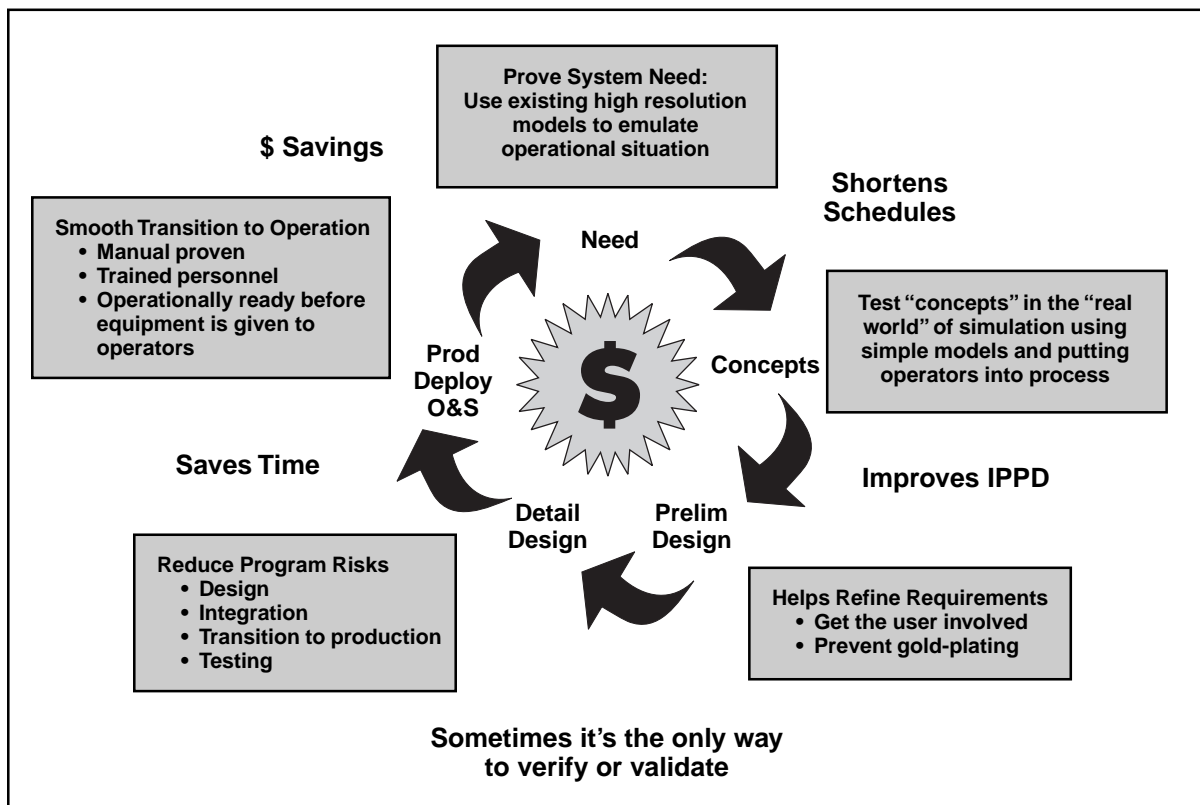 Prove System Need:
Use existing high resolution
models to emulate
operational situation
$ Savings
Shortens
Schedules
Smooth Transition to Operation
• Manual proven
• Trained personnel
• Operationally ready before
equipment is given to
operators
Need
Test “concepts” in the “real
world” of simulation using
simple models and putting
operators into process
Prod
Deploy
O&S
$
Concepts
Saves Time
Improves IPPD
Detail
Design
Prelim
Design
Reduce Program Risks
• Design
• Integration
• Transition to production
• Testing
Helps Refine Requirements
• Get the user involved
• Prevent gold-plating
Sometimes it’s the only way
to verify or validate